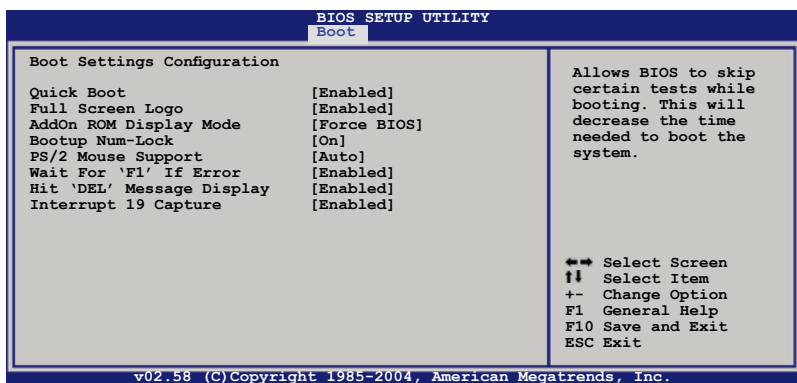 BIOS SETUP UTILITY
Boot
Boot Settings Configuration
Quick Boot [Enabled]
Full Screen Logo [Enabled]
AddOn ROM Display Mode [Force BIOS]
Bootup Num-Lock [On]
PS/2 Mouse Support [Auto]
Wait For ‘F1’ If Error [Enabled]
Hit ‘DEL’ Message Display [Enabled]
Interrupt 19 Capture [Enabled]
Allows BIOS to skip
certain tests while
booting. This will
decrease the time
needed to boot the
system.
←→ Select Screen
↑↓ Select Item
+- Change Option
F1 General Help
F10 Save and Exit
ESC Exit
v02.58 (C)Copyright 1985-2004, American Megatrends, Inc.